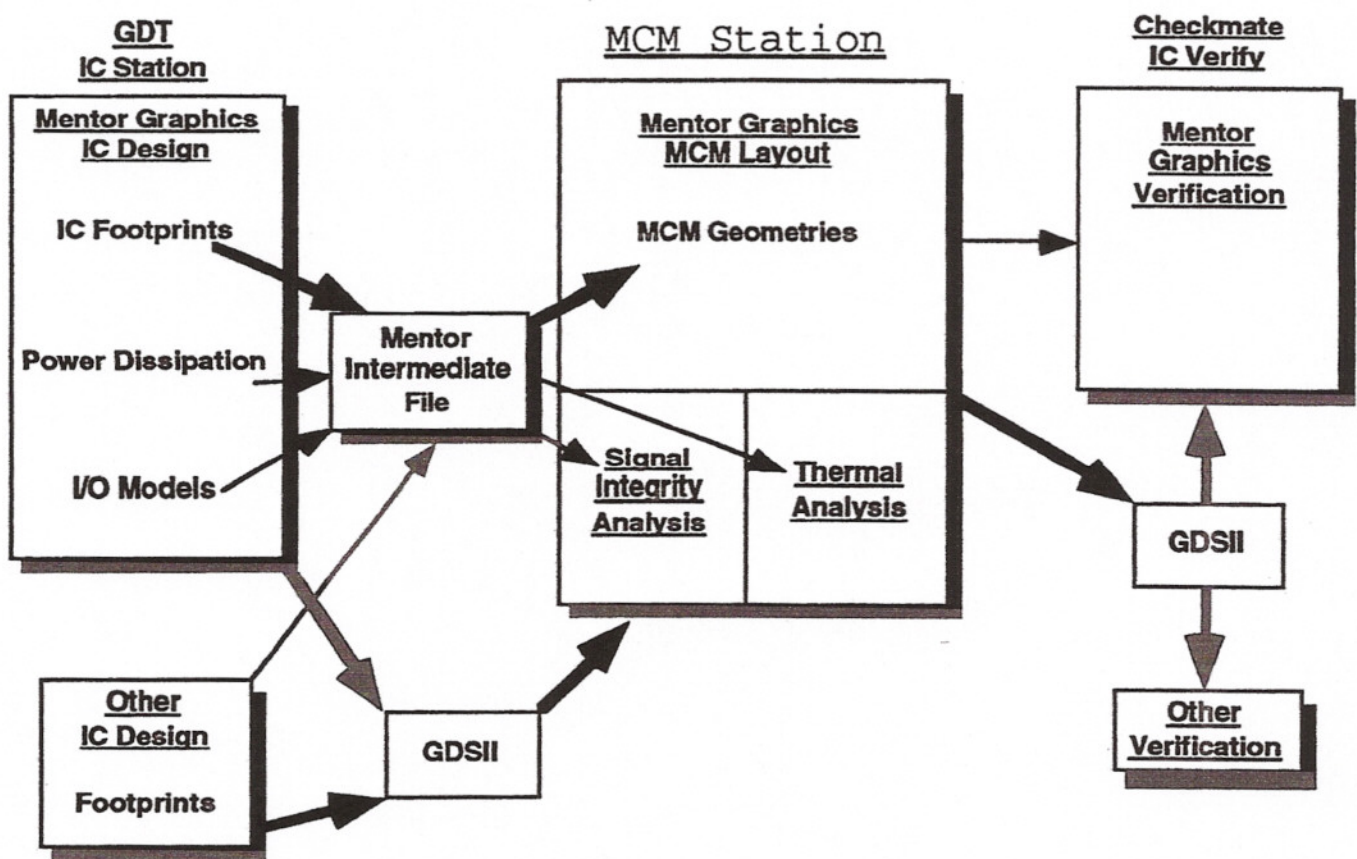 GDT
IC Station
Mentor Graphics
IC Design
IC Footprints
Power Dissipation
I/O Models
Other
IC Design
Footprints
Mentor
Intermediate
File
GDSII
MCM Station
Mentor Graphics
MCM Layout
MCM Geometries
Signal
Integrity
Analysis
Thermal
Analysis
Checkmate
IC Verify
Mentor
Graphics
Verification
GDSII
Other
Verification